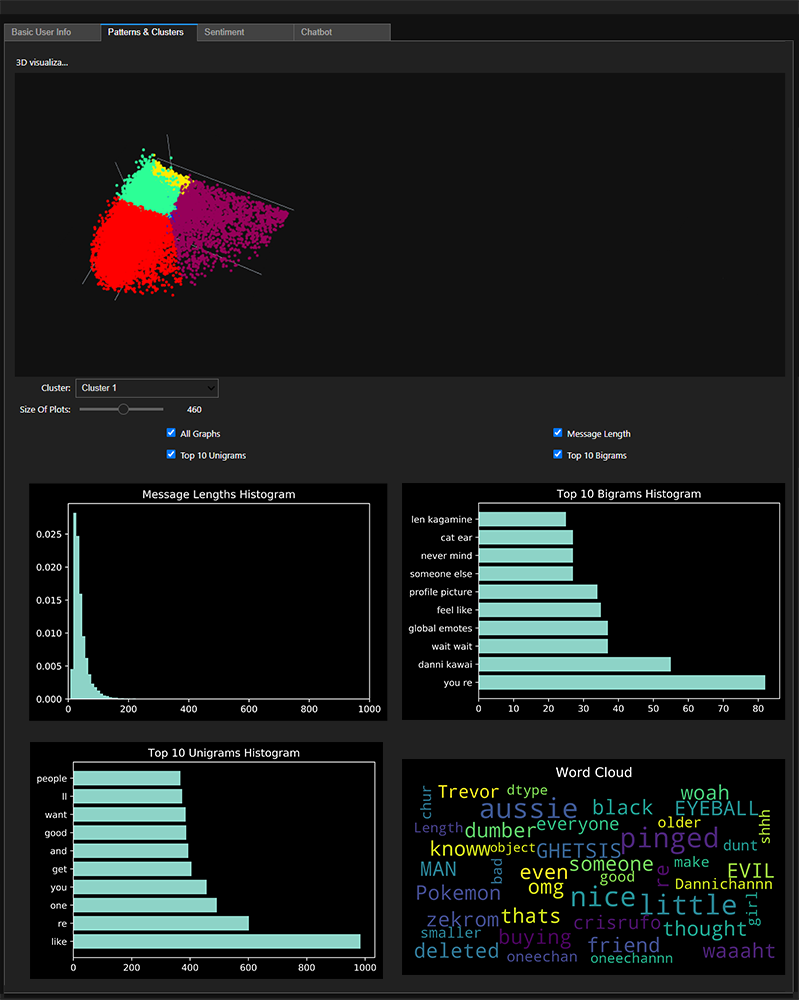 Basic User Info Patterns & Clusters Sentiment Chatbot
3D visualiza...
Cluster: Cluster 1
Size Of Plots: 460
All Graphs Message Length
Top 10 Unigrams Top 10 Bigrams
Message Lengths Histogram
0.025
0.020
0.015
0.010
0.005
0.000
0 200 400 600 800 1000
Top 10 Bigrams Histogram
len kagamine
cat ear
never mind
someone else
profile picture
feel like
global emotes
wait wait
danni kawai
you re
0 10 20 30 40 50 60 70 80
Top 10 Unigrams Histogram
people
ll
want
good
and
get
you
one
re
like
0 200 400 600 800 1000
Word Cloud
chur
Trevor
dtype
woah
aussie
black
EYEBALL
Length
dumber
everyone
older
shhh
pinged
knoww
object
GHETSIS
dunt
MAN
bad
even
someone
re
make
EVIL
good
Dannichannn
Pokemon
omg
nice
little
girl
zekrom
thats
crisrufo
thought
smaller
buying
deleted
oneechan
friend
oneechannn
waaaht